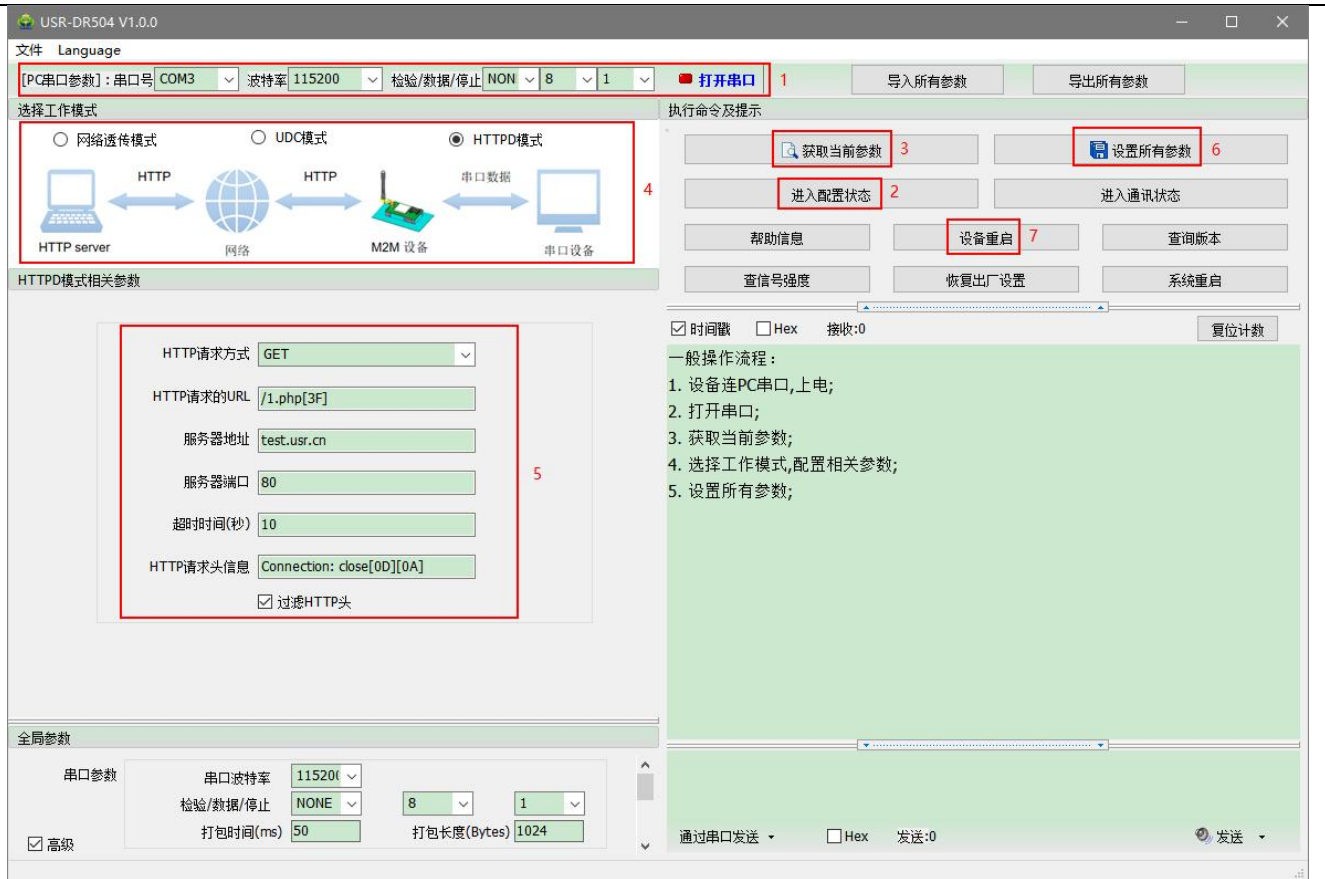 USR-DR504 V1.0.0
文件 Language
[PC串口参数]：串口号 COM3 波特率 115200 检验/数据/停止 NON 8 1 打开串口 1 导入所有参数 导出所有参数
选择工作模式
网络透传模式 UDC模式 HTTPD模式
HTTP HTTP 串口数据
4
HTTP server 网络 M2M 设备 串口设备
HTTPD模式相关参数
HTTP请求方式 GET
HTTP请求的URL /1.php[3F]
服务器地址 test.usr.cn
服务器端口 80
5
超时时间(秒) 10
HTTP请求头信息 Connection: close[0D][0A]
过滤HTTP头
全局参数
串口参数 串口波特率 11520(
检验/数据/停止 NONE 8 1
打包时间(ms) 50 打包长度(Bytes) 1024
高级
执行命令及提示
获取当前参数 3 设置所有参数 6
进入配置状态 2 进入通讯状态
帮助信息 设备重启 7 查询版本
查信号强度 恢复出厂设置 系统重启
时间戳 Hex 接收:0 复位计数
一般操作流程：
1. 设备连PC串口,上电;
2. 打开串口;
3. 获取当前参数;
4. 选择工作模式,配置相关参数;
5. 设置所有参数;
通过串口发送 Hex 发送:0 发送